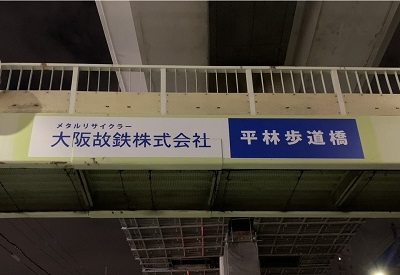 メタルリサイクラー
大阪故鉄株式会社
平林歩道橋